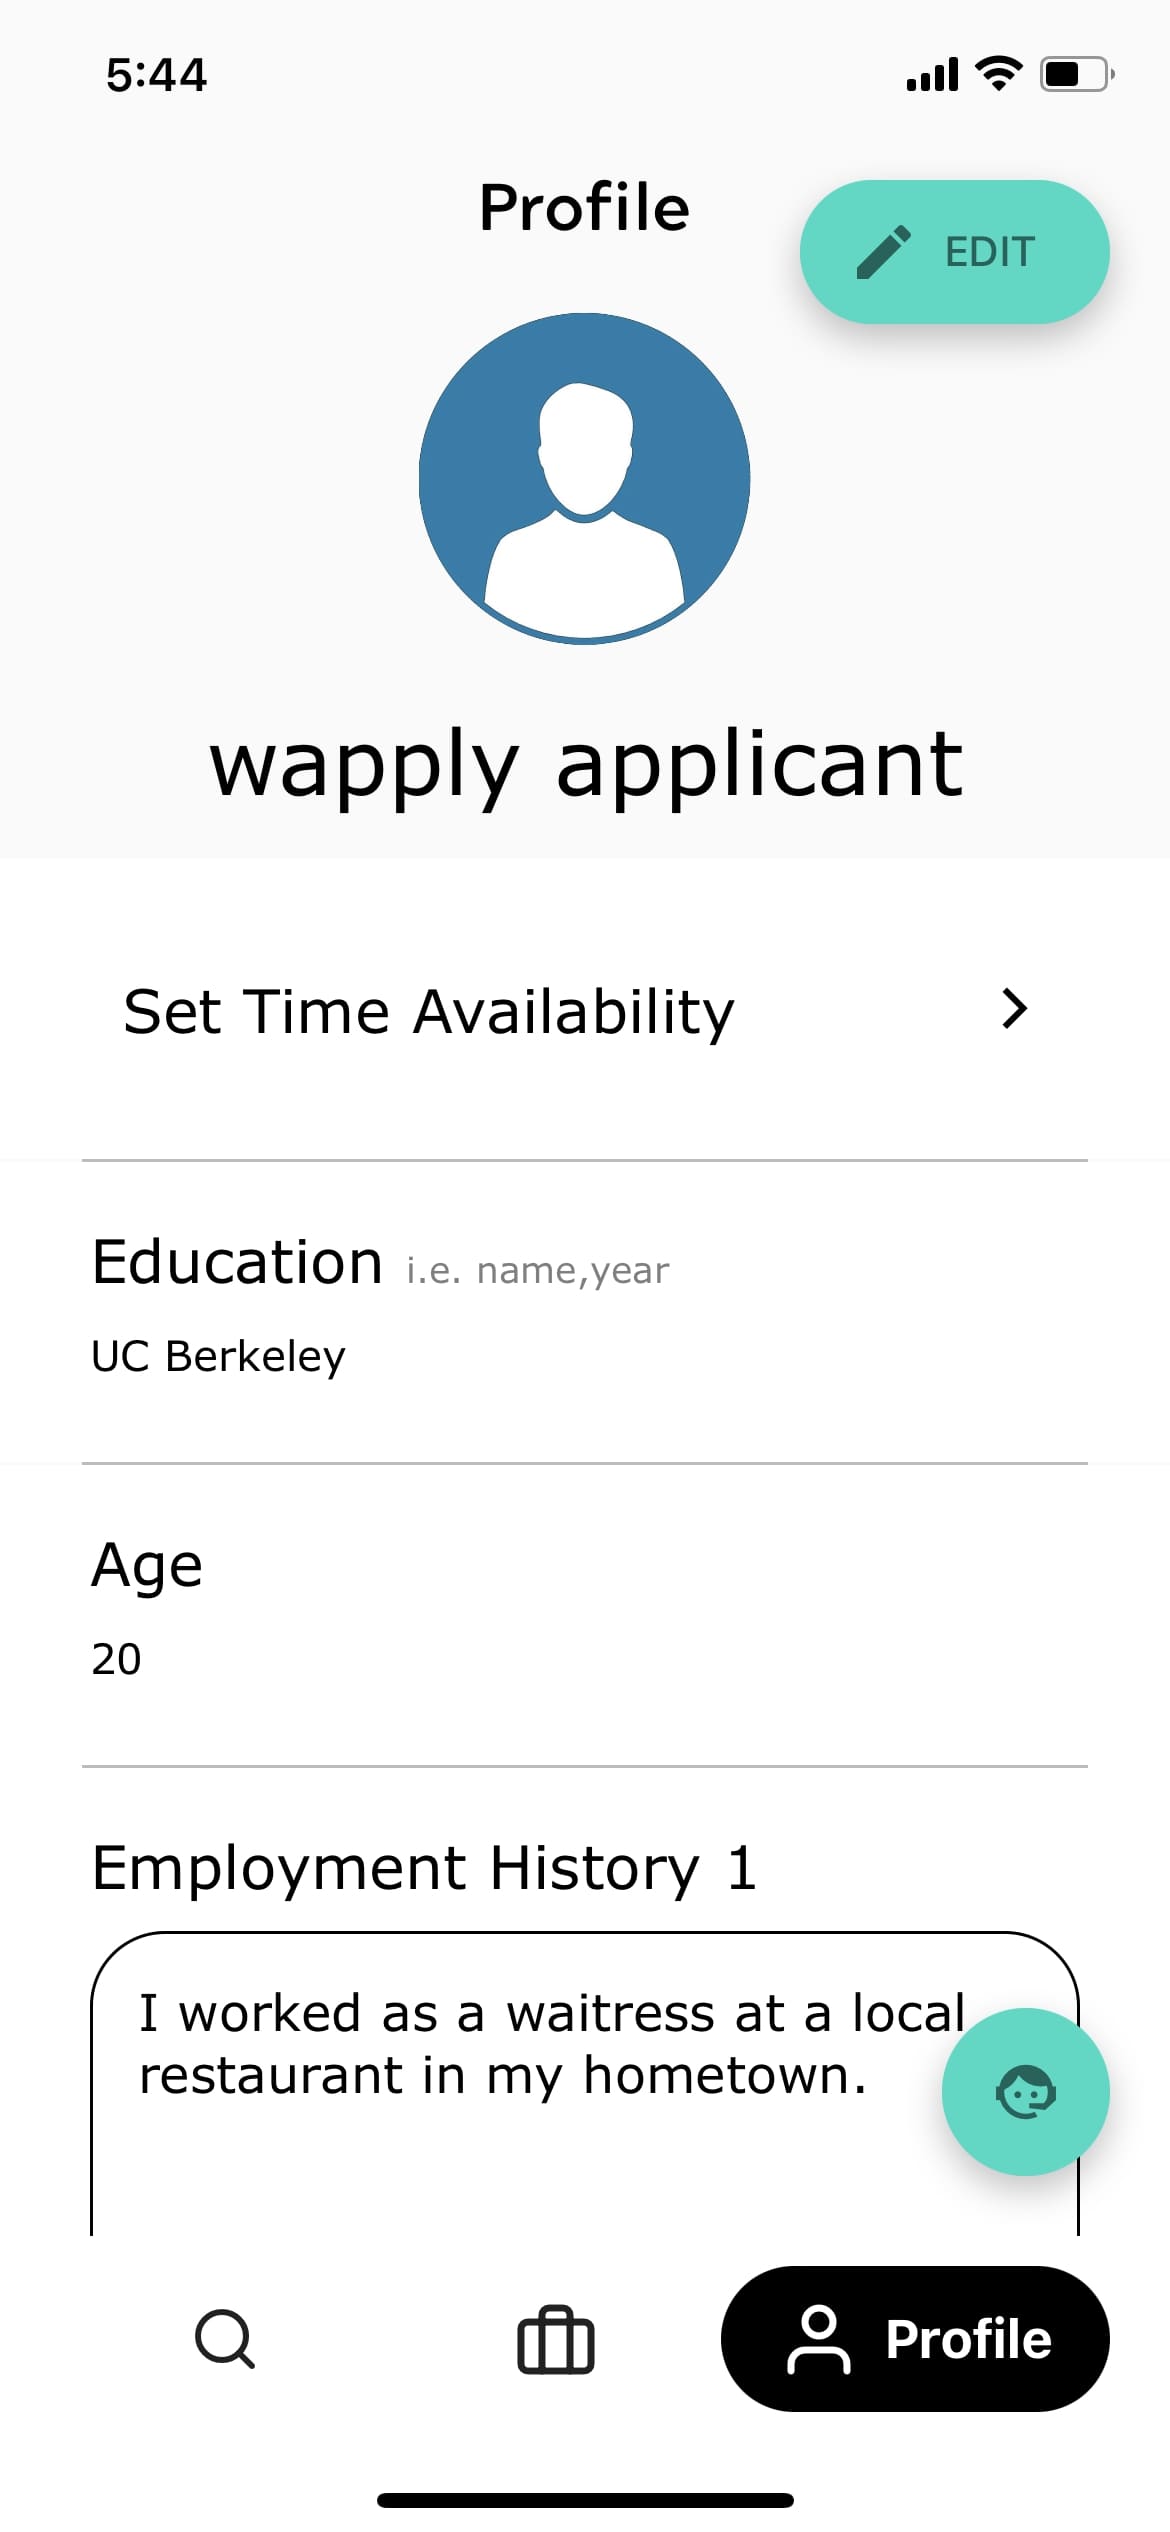 5:44
Profile
EDIT
wapply applicant
Set Time Availability
Education i.e. name,year
UC Berkeley
Age
20
Employment History 1
I worked as a waitress at a local
restaurant in my hometown.
Profile